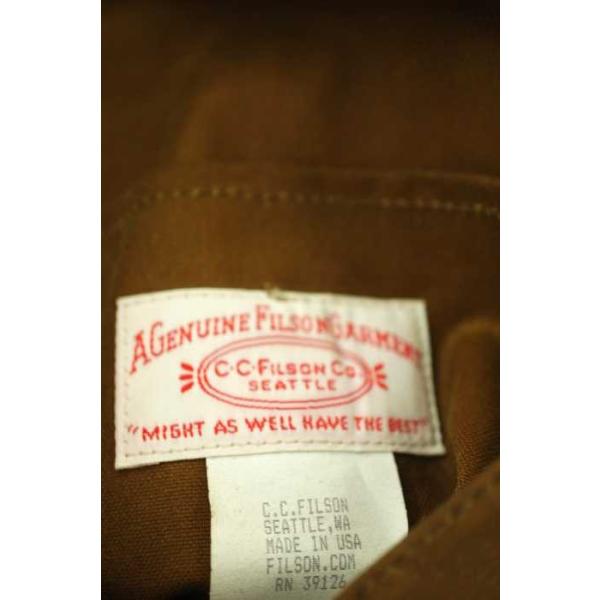 A GENUINE FILSON GARMENT
C.C. FILSON CO.
SEATTLE
"MIGHT AS WELL HAVE THE BEST"
C.C.FILSON
SEATTLE,WA
MADE IN USA
FILSON.COM
RN 39126